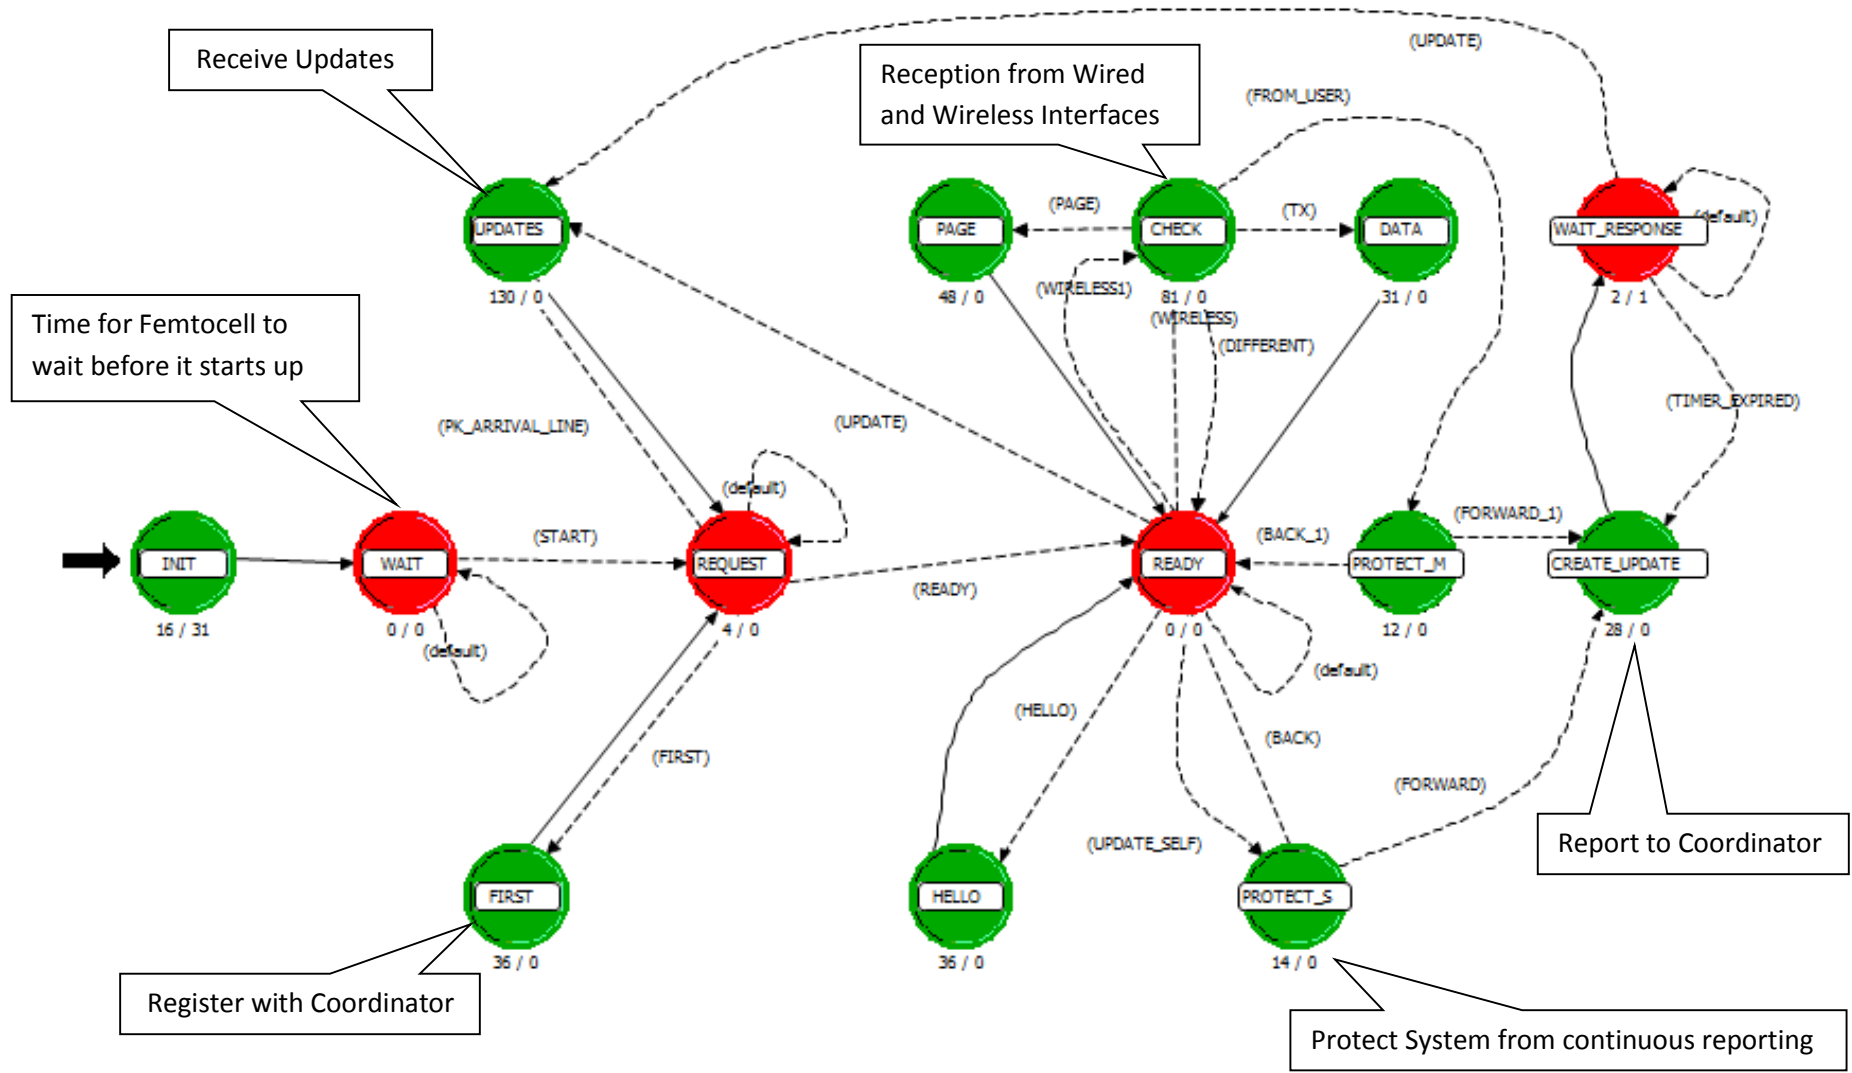 (UPDATE)
Receive Updates
Reception from Wired
and Wireless Interfaces
(FROM_USER)
UPDATES
130 / 0
PAGE
48 / 0
(PAGE)
CHECK
81 / 0
(TX)
DATA
31 / 0
WAIT_RESPONSE
(default)
2 / 1
(WIRELESS1)
(WIRELESS)
(DIFFERENT)
Time for Femtocell to
wait before it starts up
(PK_ARRIVAL_LINE)
(UPDATE)
(TIMER_EXPIRED)
(default)
INIT
16 / 31
WAIT
0 / 0
(default)
(START)
REQUEST
4 / 0
(READY)
READY
0 / 0
(BACK_1)
PROTECT_M
12 / 0
(FORWARD_1)
CREATE_UPDATE
28 / 0
(default)
(HELLO)
(BACK)
(FIRST)
(FORWARD)
(UPDATE_SELF)
Report to Coordinator
FIRST
36 / 0
HELLO
36 / 0
PROTECT_S
14 / 0
Register with Coordinator
Protect System from continuous reporting